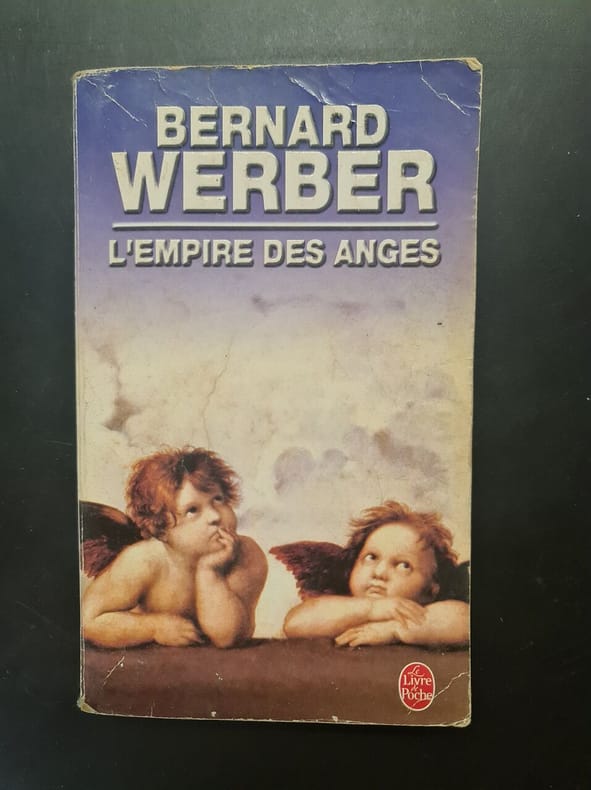 BERNARD
WERBER
L'EMPIRE DES ANGES
Le
Livre
de
Poche